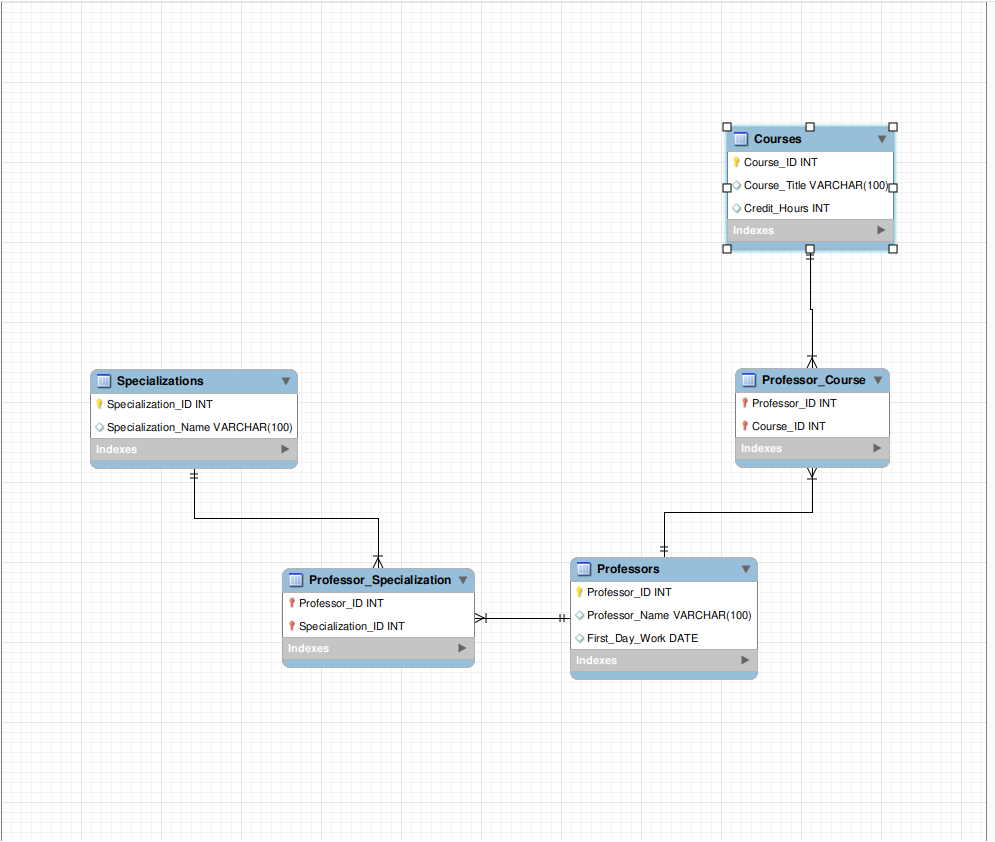 Courses
Course_ID INT
Course_Title VARCHAR(100)
Credit_Hours INT
Indexes
Specializations
Specialization_ID INT
Specialization_Name VARCHAR(100)
Indexes
Professor_Course
Professor_ID INT
Course_ID INT
Indexes
Professor_Specialization
Professor_ID INT
Specialization_ID INT
Indexes
Professors
Professor_ID INT
Professor_Name VARCHAR(100)
First_Day_Work DATE
Indexes